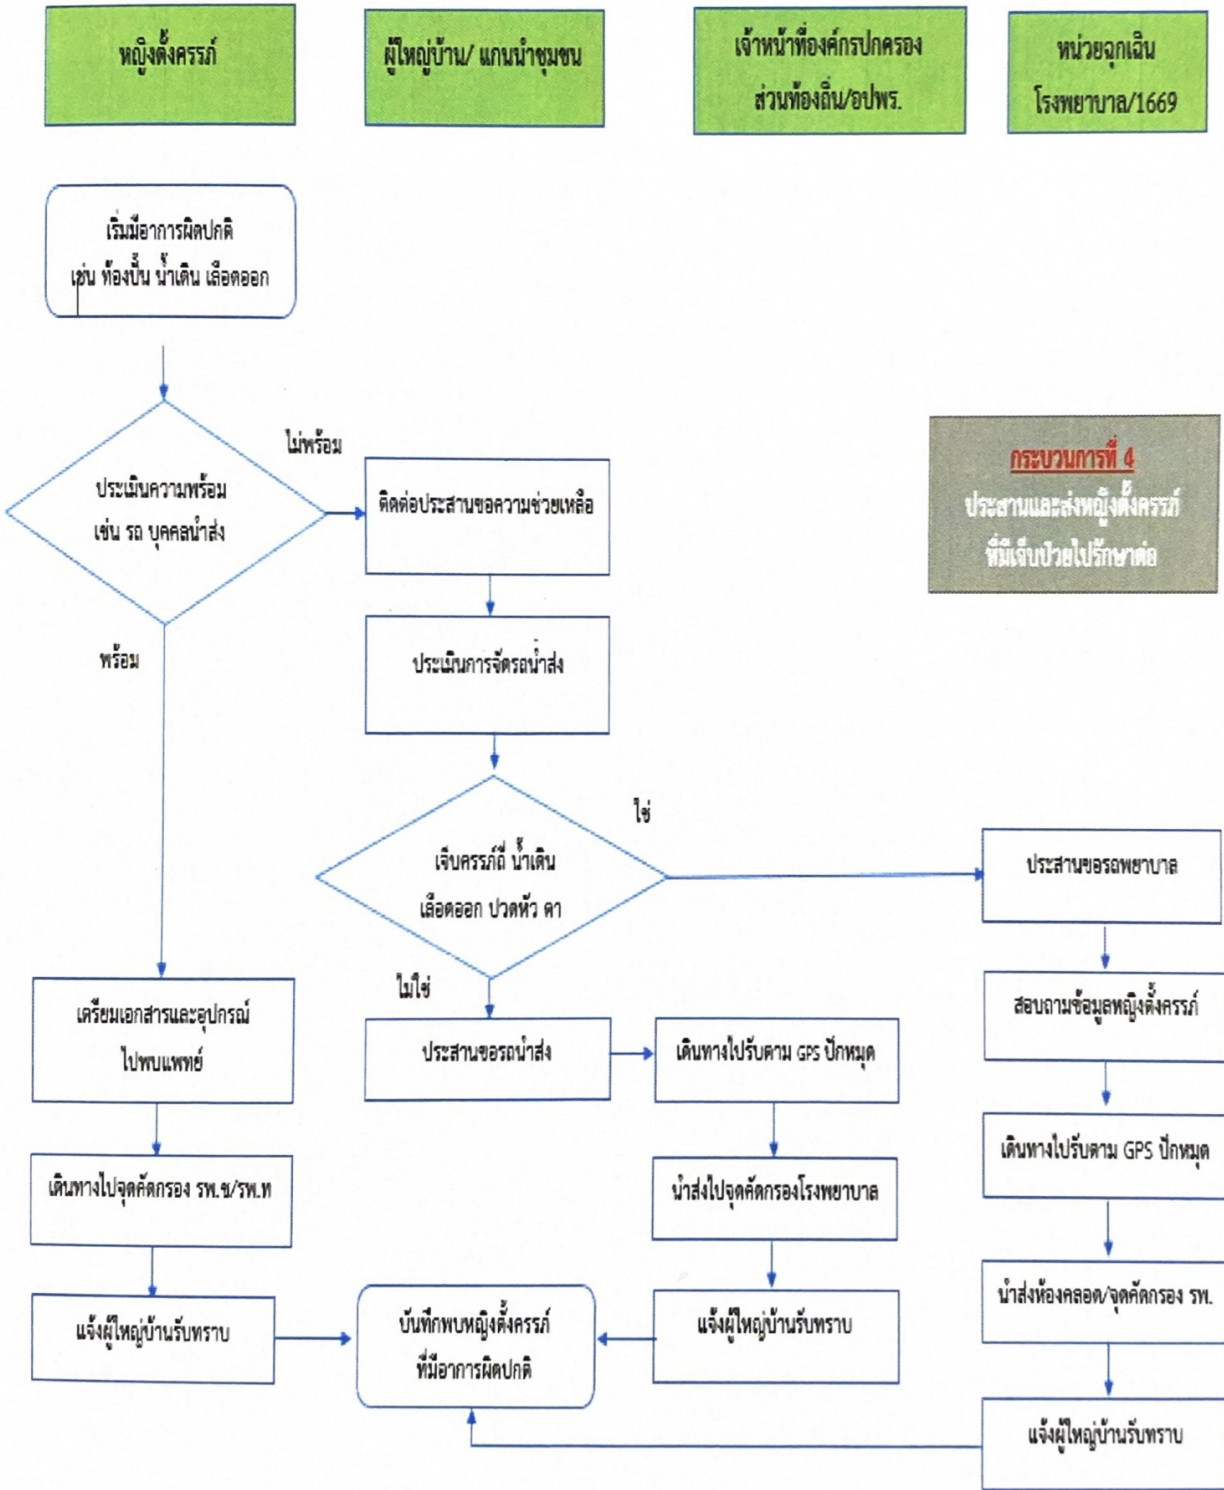 หญิงตั้งครรภ์
ผู้ใหญ่บ้าน/ แกนนำชุมชน
เจ้าหน้าที่องค์กรปกครอง
ส่วนท้องถิ่น/อปพร.
หน่วยฉุกเฉิน
โรงพยาบาล/1669
เริ่มมีอาการผิดปกติ
เช่น ท้องปั้น น้ำเดิน เลือดออก
ไม่พร้อม
ประเมินความพร้อม
เช่น รถ บุคคลนำส่ง
ติดต่อประสานขอความช่วยเหลือ
กระบวนการที่ 4
ประสานและส่งหญิงตั้งครรภ์
ที่มีเจ็บป่วยไปรักษาต่อ
พร้อม
ประเมินการจัดรถนำส่ง
ใช่
เจ็บครรภ์ถี่ น้ำเดิน
เลือดออก ปวดหัว ตา
ประสานขอรถพยาบาล
ไม่ใช่
สอบถามข้อมูลหญิงตั้งครรภ์
เตรียมเอกสารและอุปกรณ์
ไปพบแพทย์
ประสานขอรถนำส่ง
เดินทางไปรับตาม GPS ปักหมุด
เดินทางไปรับตาม GPS ปักหมุด
เดินทางไปจุดคัดกรอง รพ.ช/รพ.ท
นำส่งไปจุดคัดกรองโรงพยาบาล
นำส่งห้องคลอด/จุดคัดกรอง รพ.
แจ้งผู้ใหญ่บ้านรับทราบ
บันทึกพบหญิงตั้งครรภ์
ที่มีอาการผิดปกติ
แจ้งผู้ใหญ่บ้านรับทราบ
แจ้งผู้ใหญ่บ้านรับทราบ